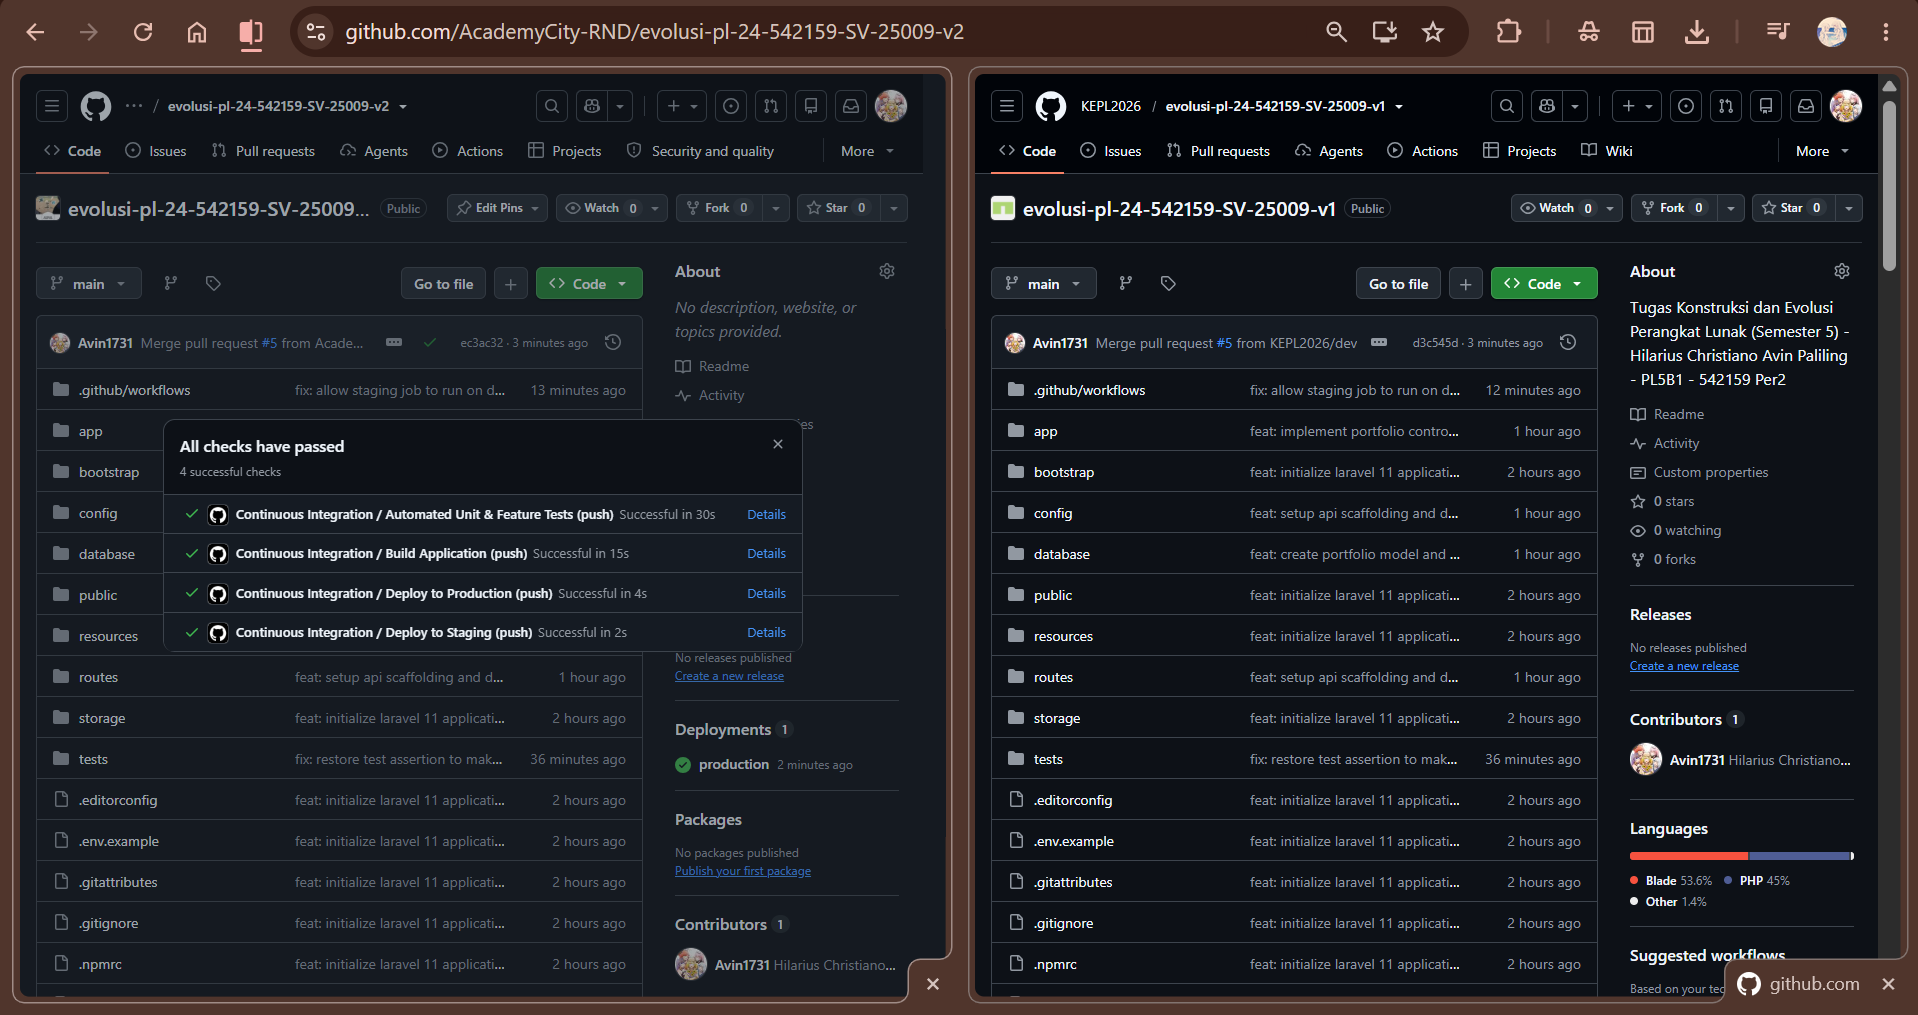 github.com/AcademyCity-RND/evolusi-pl-24-542159-SV-25009-v2
··· / evolusi-pl-24-542159-SV-25009-v2
Code Issues Pull requests Agents Actions Projects Security and quality More
evolusi-pl-24-542159-SV-25009... Public Edit Pins Watch 0 Fork 0 Star 0
main Go to file + Code
Avin1731 Merge pull request #5 from Acade... ec3ac32 · 3 minutes ago
.github/workflows fix: allow staging job to run on d... 13 minutes ago
app
bootstrap
config
database
public
resources
All checks have passed
4 successful checks
Continuous Integration / Automated Unit & Feature Tests (push) Successful in 30s Details
Continuous Integration / Build Application (push) Successful in 15s Details
Continuous Integration / Deploy to Production (push) Successful in 4s Details
Continuous Integration / Deploy to Staging (push) Successful in 2s Details
routes feat: setup api scaffolding and d... 1 hour ago
storage feat: initialize laravel 11 applicati... 2 hours ago
tests fix: restore test assertion to mak... 36 minutes ago
.editorconfig feat: initialize laravel 11 applicati... 2 hours ago
.env.example feat: initialize laravel 11 applicati... 2 hours ago
.gitattributes feat: initialize laravel 11 applicati... 2 hours ago
.gitignore feat: initialize laravel 11 applicati... 2 hours ago
.npmrc feat: initialize laravel 11 applicati... 2 hours ago
About
No description, website, or
topics provided.
Readme
Activity
No releases published
Create a new release
Deployments 1
production 2 minutes ago
Packages
No packages published
Publish your first package
Contributors 1
Avin1731 Hilarius Christiano...
KEPL2026 / evolusi-pl-24-542159-SV-25009-v1
Code Issues Pull requests Agents Actions Projects Wiki More
evolusi-pl-24-542159-SV-25009-v1 Public Watch 0 Fork 0 Star 0
main Go to file + Code
Avin1731 Merge pull request #5 from KEPL2026/dev d3c545d · 3 minutes ago
.github/workflows fix: allow staging job to run on d... 12 minutes ago
app feat: implement portfolio contro... 1 hour ago
bootstrap feat: initialize laravel 11 applicati... 2 hours ago
config feat: setup api scaffolding and d... 1 hour ago
database feat: create portfolio model and ... 1 hour ago
public feat: initialize laravel 11 applicati... 2 hours ago
resources feat: initialize laravel 11 applicati... 2 hours ago
routes feat: setup api scaffolding and d... 1 hour ago
storage feat: initialize laravel 11 applicati... 2 hours ago
tests fix: restore test assertion to mak... 36 minutes ago
.editorconfig feat: initialize laravel 11 applicati... 2 hours ago
.env.example feat: initialize laravel 11 applicati... 2 hours ago
.gitattributes feat: initialize laravel 11 applicati... 2 hours ago
.gitignore feat: initialize laravel 11 applicati... 2 hours ago
.npmrc feat: initialize laravel 11 applicati... 2 hours ago
About
Tugas Konstruksi dan Evolusi
Perangkat Lunak (Semester 5) -
Hilarius Christiano Avin Paliling
- PL5B1 - 542159 Per2
Readme
Activity
Custom properties
0 stars
0 watching
0 forks
Releases
No releases published
Create a new release
Contributors 1
Avin1731 Hilarius Christiano...
Languages
Blade 53.6% PHP 45%
Other 1.4%
Suggested workflows
Based on your tec
github.com